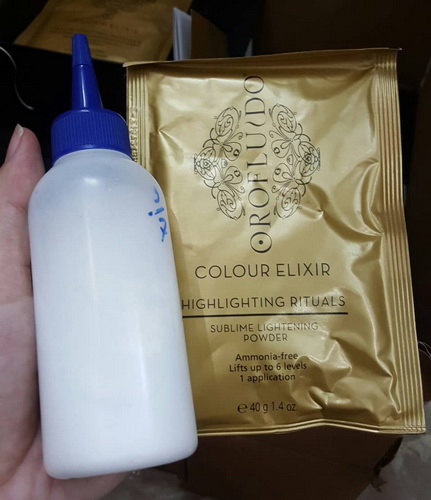 OROFLUIDO
COLOUR ELIXIR
HIGHLIGHTING RITUALS
SUBLIME LIGHTENING
POWDER
Ammonia-free
Lifts up to 6 levels
1 application
℮ 40 g 1.4 oz